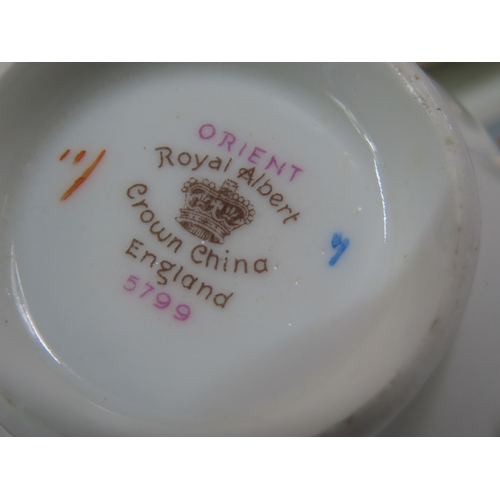 ORIENT
Royal Albert
Crown China
England
5799